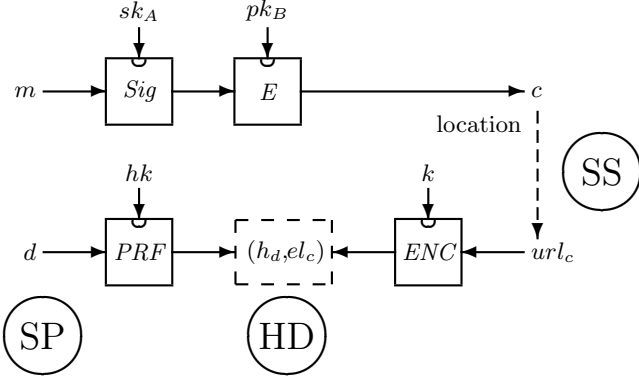 sk_A pk_B
m Sig E c
location
SS
hk k
d PRF (h_d,el_c) ENC url_c
SP HD